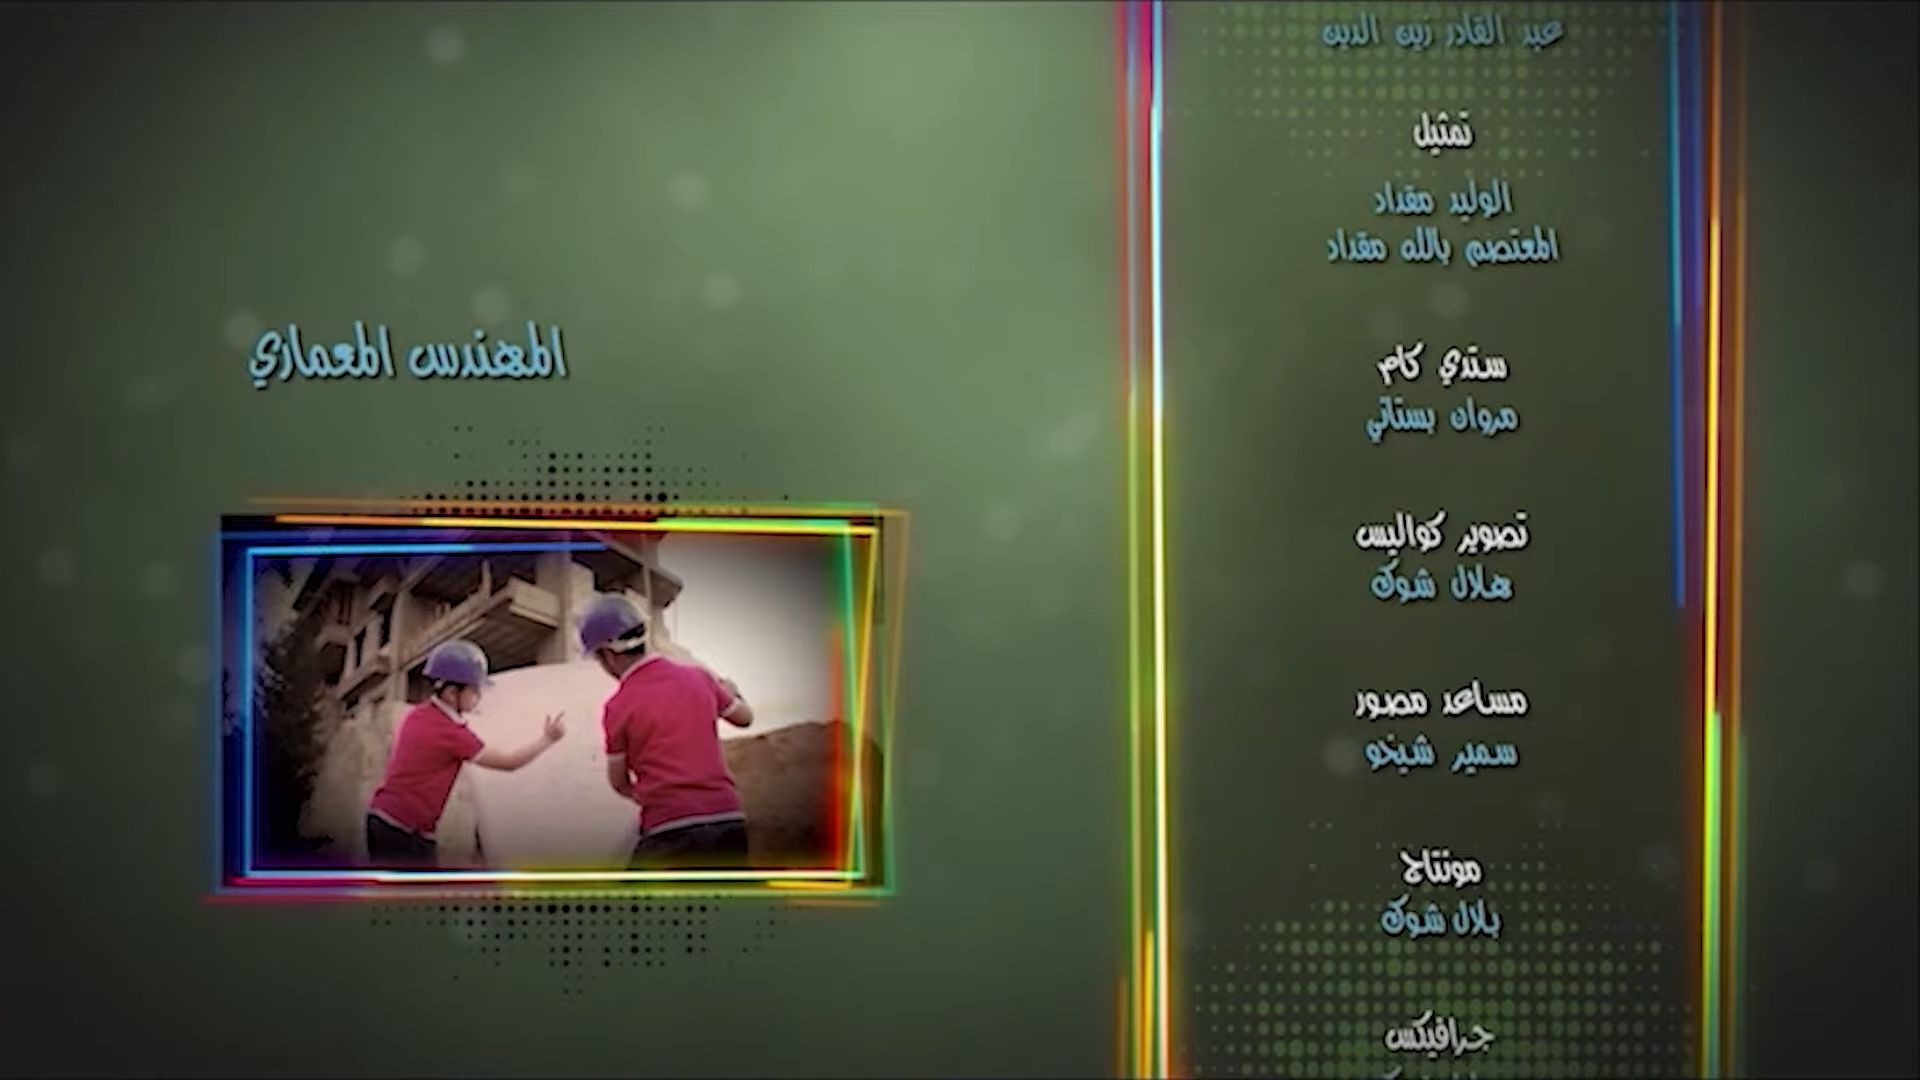 عبد القادر زين الدين
تمثيل
الوليد مقداد
المعتصم بالله مقداد
ستدي كام
مروان بستاني
تصوير كواليس
هلال شوك
مساعد مصور
سمير شيخو
مونتاج
بلال شوك
جرافيكس
المهندس المعماري